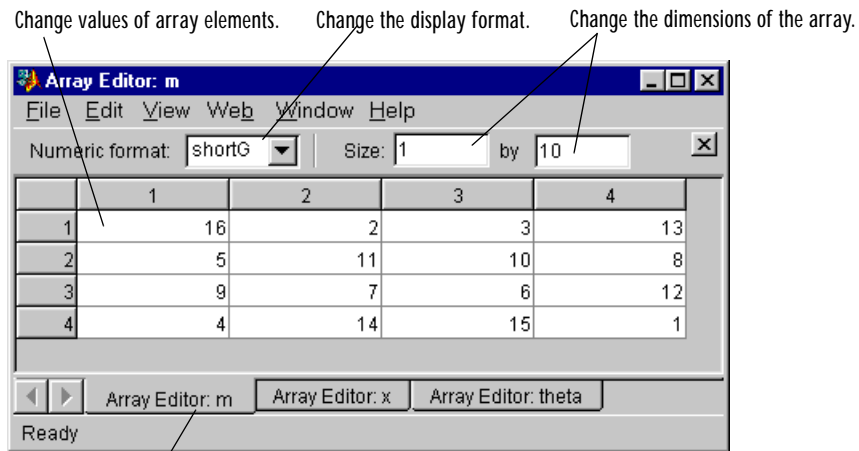 Change values of array elements. Change the display format. Change the dimensions of the array.
Array Editor: m
File Edit View Web Window Help
Numeric format: shortG Size: 1 by 10
1 2 3 4
1 16 2 3 13
2 5 11 10 8
3 9 7 6 12
4 4 14 15 1
Array Editor: m Array Editor: x Array Editor: theta
Ready